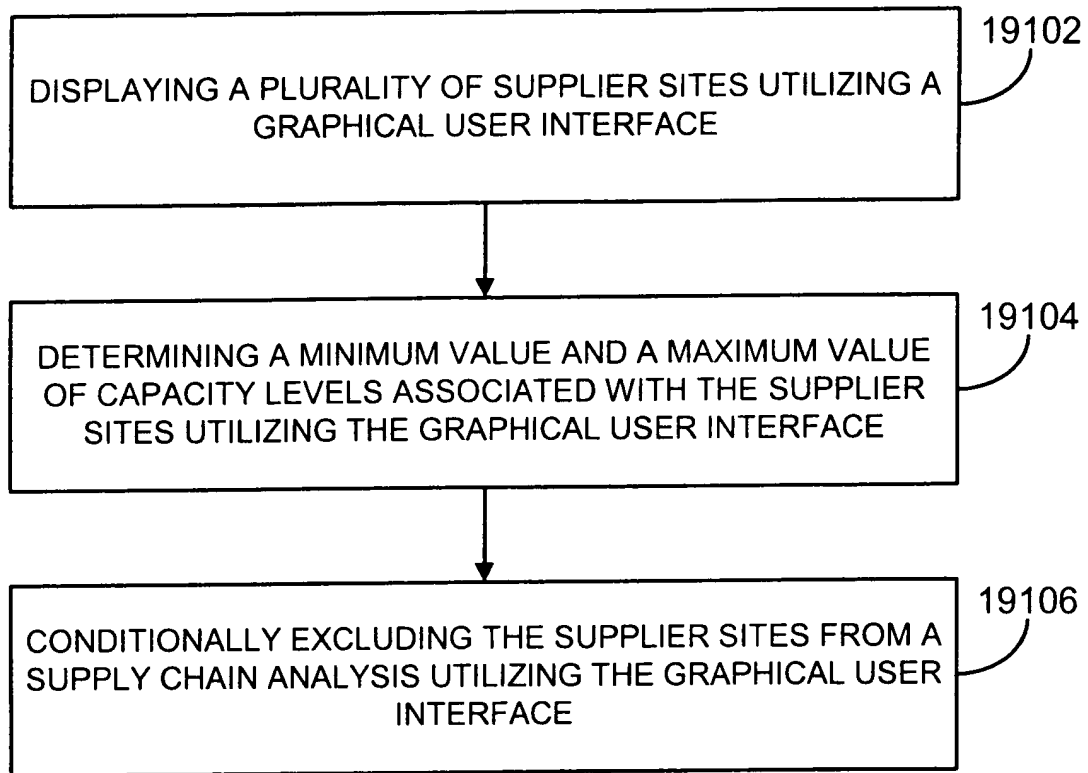 19102
DISPLAYING A PLURALITY OF SUPPLIER SITES UTILIZING A
GRAPHICAL USER INTERFACE
19104
DETERMINING A MINIMUM VALUE AND A MAXIMUM VALUE
OF CAPACITY LEVELS ASSOCIATED WITH THE SUPPLIER
SITES UTILIZING THE GRAPHICAL USER INTERFACE
19106
CONDITIONALLY EXCLUDING THE SUPPLIER SITES FROM A
SUPPLY CHAIN ANALYSIS UTILIZING THE GRAPHICAL USER
INTERFACE